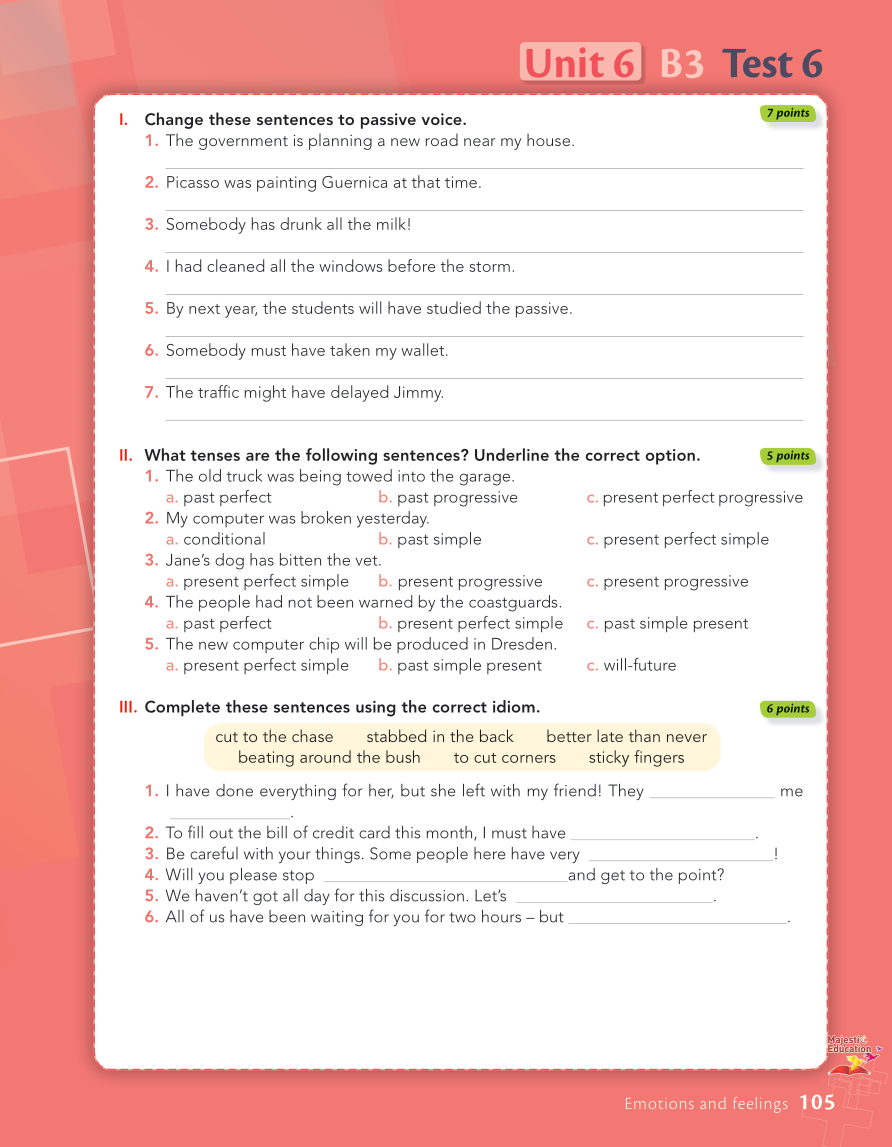 Unit 6 B3 Test 6
I. Change these sentences to passive voice. 7 points
1. The government is planning a new road near my house.
2. Picasso was painting Guernica at that time.
3. Somebody has drunk all the milk!
4. I had cleaned all the windows before the storm.
5. By next year, the students will have studied the passive.
6. Somebody must have taken my wallet.
7. The traffic might have delayed Jimmy.
II. What tenses are the following sentences? Underline the correct option. 5 points
1. The old truck was being towed into the garage.
a. past perfect b. past progressive c. present perfect progressive
2. My computer was broken yesterday.
a. conditional b. past simple c. present perfect simple
3. Jane's dog has bitten the vet.
a. present perfect simple b. present progressive c. present progressive
4. The people had not been warned by the coastguards.
a. past perfect b. present perfect simple c. past simple present
5. The new computer chip will be produced in Dresden.
a. present perfect simple b. past simple present c. will-future
III. Complete these sentences using the correct idiom. 6 points
cut to the chase stabbed in the back better late than never
beating around the bush to cut corners sticky fingers
1. I have done everything for her, but she left with my friend! They ______________ me
______________.
2. To fill out the bill of credit card this month, I must have ______________.
3. Be careful with your things. Some people here have very ______________!
4. Will you please stop ______________and get to the point?
5. We haven't got all day for this discussion. Let's ______________.
6. All of us have been waiting for you for two hours – but ______________.
Majestic
Education
Emotions and feelings 105